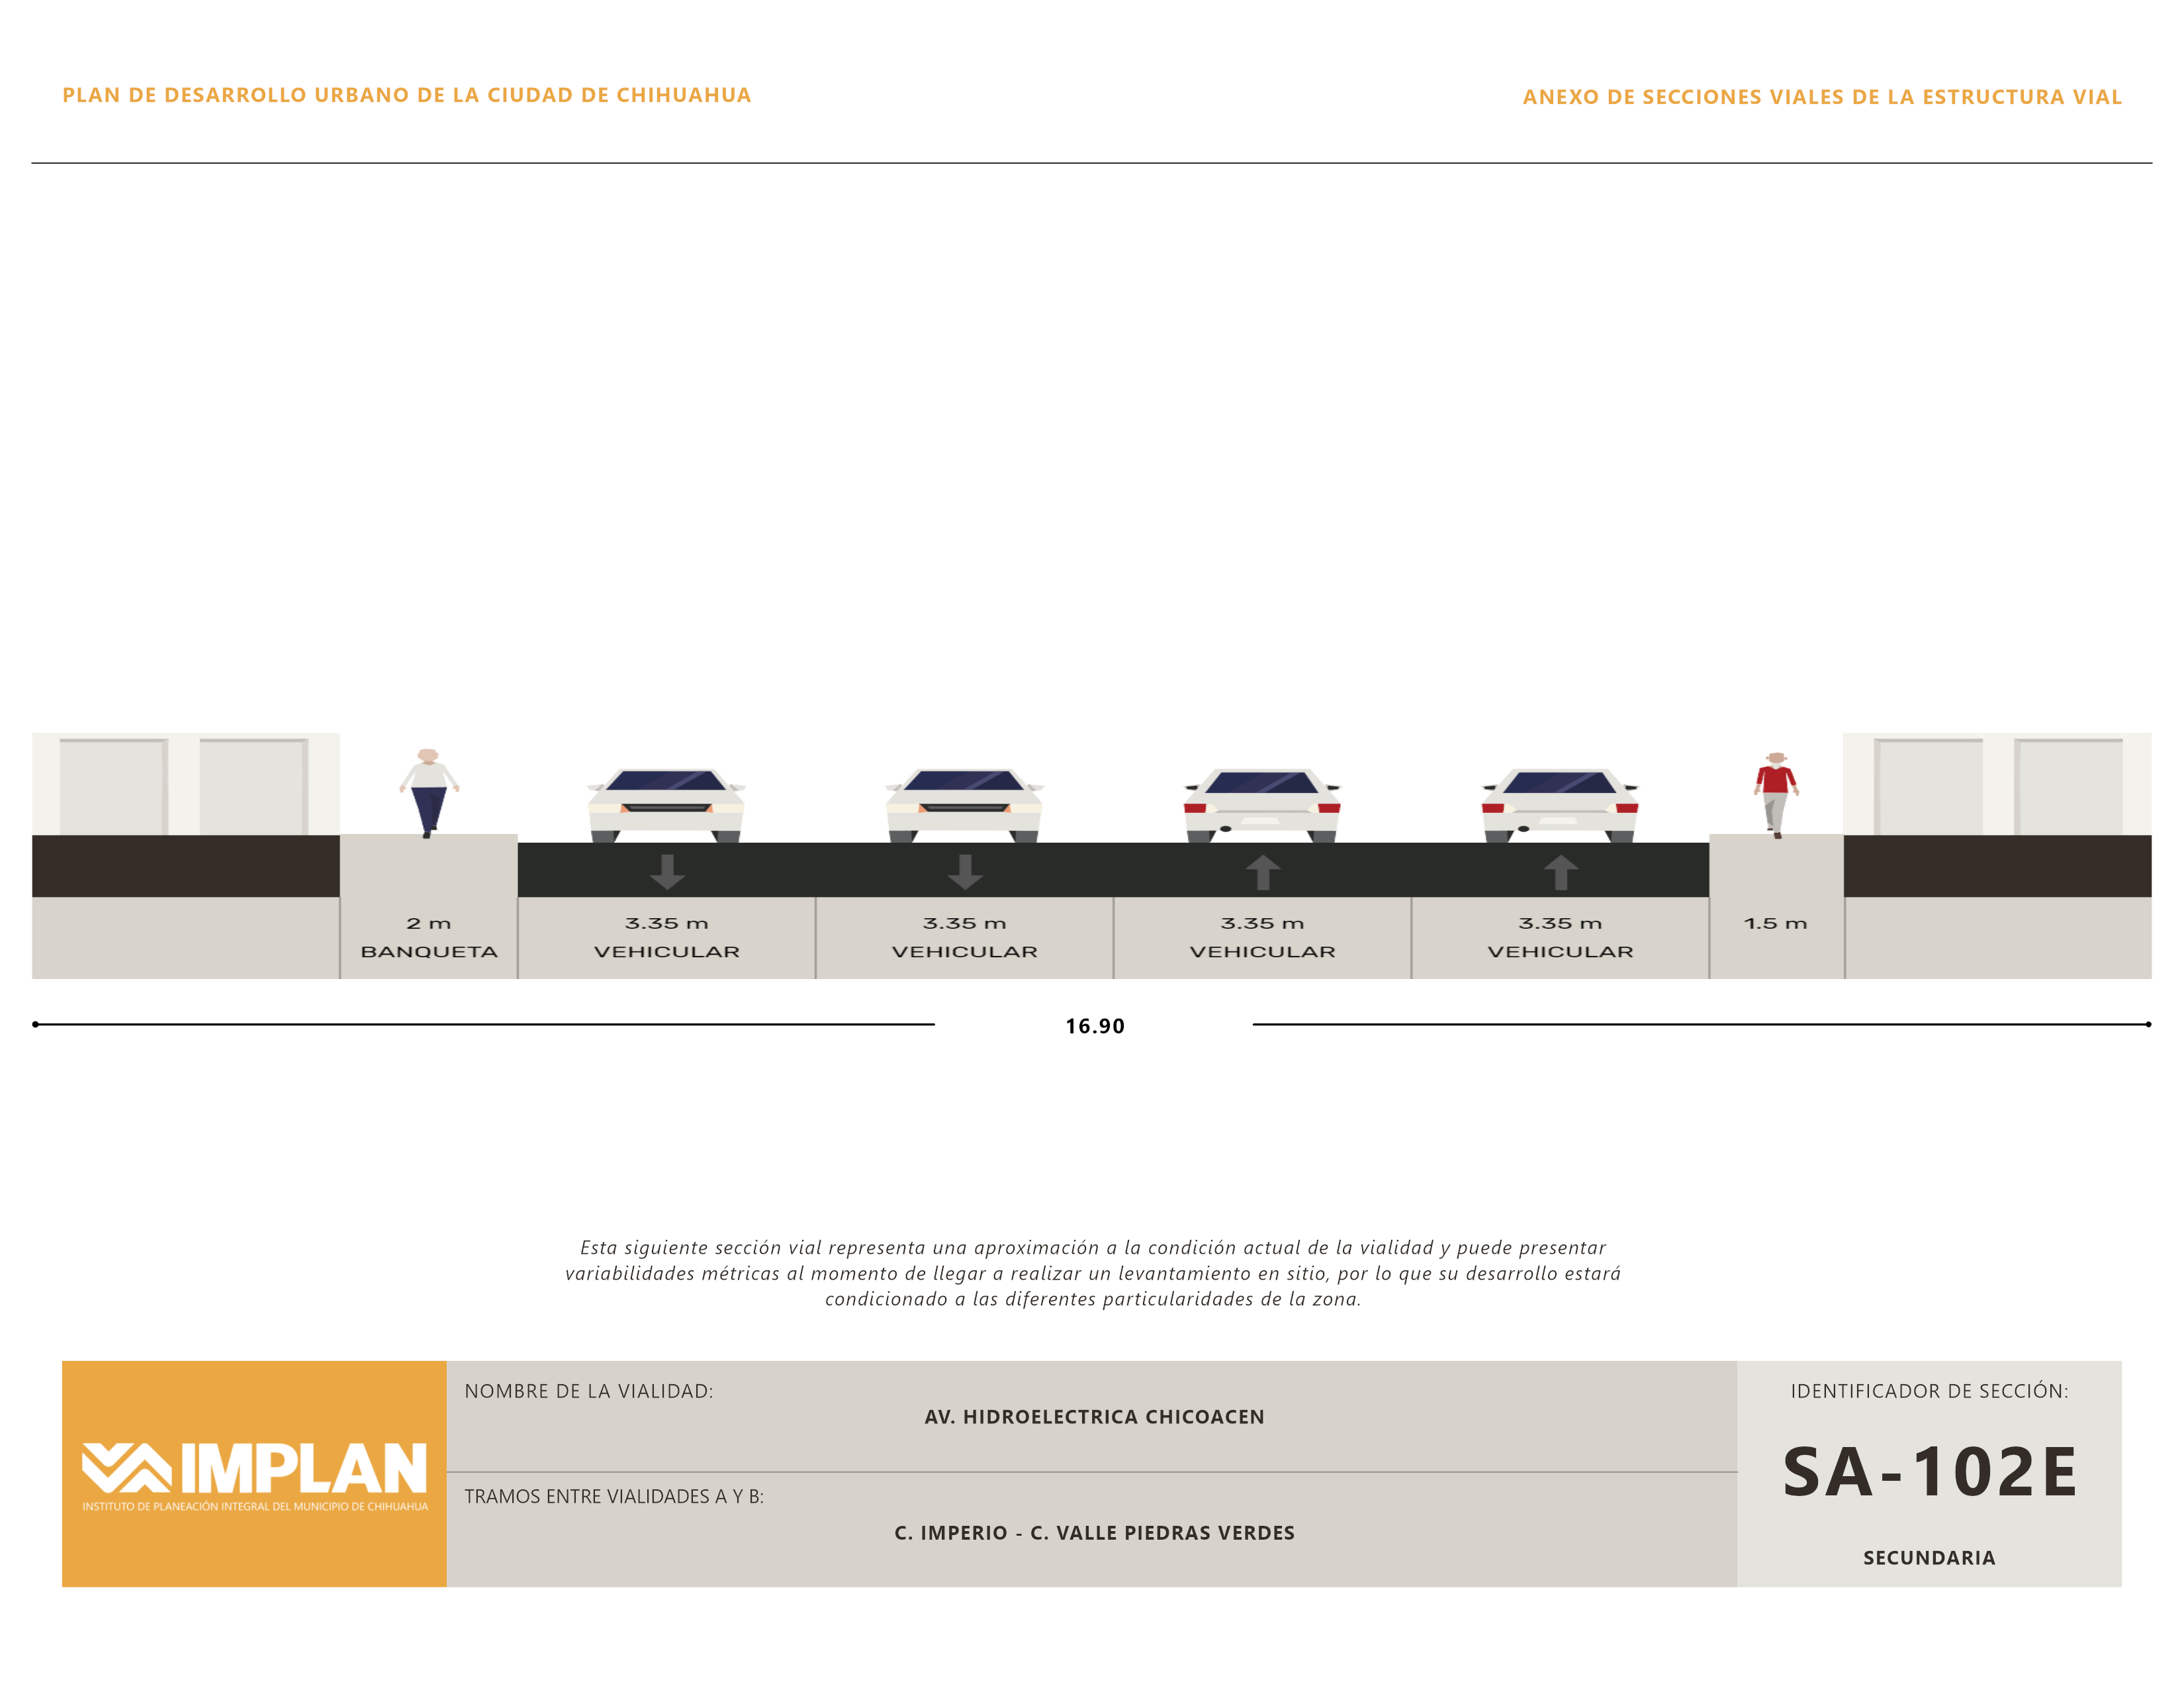 PLAN DE DESARROLLO URBANO DE LA CIUDAD DE CHIHUAHUA
ANEXO DE SECCIONES VIALES DE LA ESTRUCTURA VIAL
2 m
BANQUETA
3.35 m
VEHICULAR
3.35 m
VEHICULAR
3.35 m
VEHICULAR
3.35 m
VEHICULAR
1.5 m
16.90
Esta siguiente sección vial representa una aproximación a la condición actual de la vialidad y puede presentar
variabilidades métricas al momento de llegar a realizar un levantamiento en sitio, por lo que su desarrollo estará
condicionado a las diferentes particularidades de la zona.
IMPLAN
INSTITUTO DE PLANEACIÓN INTEGRAL DEL MUNICIPIO DE CHIHUAHUA
NOMBRE DE LA VIALIDAD:
AV. HIDROELECTRICA CHICOACEN
TRAMOS ENTRE VIALIDADES A Y B:
C. IMPERIO - C. VALLE PIEDRAS VERDES
IDENTIFICADOR DE SECCIÓN:
SA-102E
SECUNDARIA